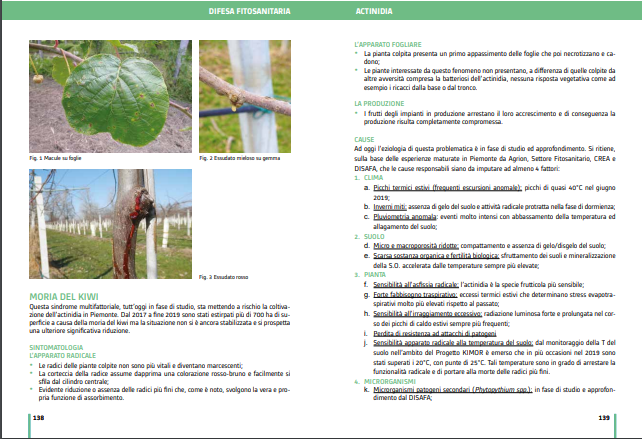 DIFESA FITOSANITARIA
Fig. 1 Macule su foglie
Fig. 2 Essudato mieloso su gemma
Fig. 3 Essudato rosso
MORIA DEL KIWI
Questa sindrome multifattoriale, tutt'oggi in fase di studio, sta mettendo a rischio la coltiva-
zione dell'actinidia in Piemonte. Dal 2017 a fine 2019 sono estirpati più di 700 ha di su-
perficie a causa della moria del kiwi ma la situazione non si è ancora stabilizzata e si prospetta
una ulteriore significativa riduzione.
SINTOMATOLOGIA
L'APPARATO RADICALE
* Le radici delle piante colpite non sono più vitali e diventano marcescenti;
* La corteccia della radice assume dapprima una colorazione rosso-bruno e facilmente si
sfila dal cilindro centrale;
* Evidente riduzione o assenza delle radici più fini che, come è noto, svolgono la vera e pro-
pria funzione di assorbimento.
138
ACTINIDIA
L'APPARATO FOGLIARE
* La pianta colpita presenta un primo appassimento delle foglie che poi necrotizzano e ca-
dono;
* Le piante interessate da questo fenomeno non presentano, a differenza di quelle colpite da
altre avversità compresa la batteriosi dell'actinidia, nessuna risposta vegetativa come ad
esempio i ricacci dalla base o dal tronco.
LA PRODUZIONE
* I frutti degli impianti in produzione arrestano il loro accrescimento e di conseguenza la
produzione risulta completamente compromessa.
CAUSE
Ad oggi l'eziologia di questa problematica è in fase di studio ed approfondimento. Si ritiene,
sulla base delle esperienze maturate in Piemonte da Agrion, Settore Fitosanitario, CREA e
DISAFA, che le cause responsabili siano da imputare ad almeno 4 fattori:
1. CLIMA
a. Picchi termici estivi (frequenti escursioni anomale): picchi di quasi 40°C nel giugno
2019;
b. Inverni miti: assenza di gelo del suolo e attività radicale protratta nella fase di dormienza;
c. Pluviometria anomala: eventi molto intensi con abbassamento della temperatura ed
allagamento del suolo;
2. SUOLO
d. Micro e macroporosità ridotte: compattamento e assenza di gelo/disgelo del suolo;
e. Scarsa sostanza organica e fertilità biologica: sfruttamento dei suoli e mineralizzazione
della S.O. accelerata dalle temperature sempre più elevate;
3. PIANTA
f. Sensibilità all'asfissia radicale: l'actinidia è la specie frutticola più sensibile;
g. Forte fabbisogno traspirativo: eccessi termici estivi che determinano stress evapotra-
spirativi molto più elevati rispetto al passato;
h. Sensibilità all'irraggiamento eccessivo: radiazione luminosa forte e prolungata nel cor-
so dei picchi di caldo estivi sempre più frequenti;
i. Perdita di resistenza ad attacchi di patogeni
j. Sensibilità apparato radicale alla temperatura del suolo: dal monitoraggio della T del
suolo nell'ambito del Progetto KIMOR è emerso che in più occasioni nel 2019 sono
stati superati i 20°C, con punte di 25°C. Tali temperature sono in grado di arrestare la
funzionalità radicale e di portare alla morte delle radici più fini.
4. MICRORGANISMI
k. Microrganismi patogeni secondari (Phytopythium spp.): in fase di studio e approfon-
dimento dal DISAFA;
139